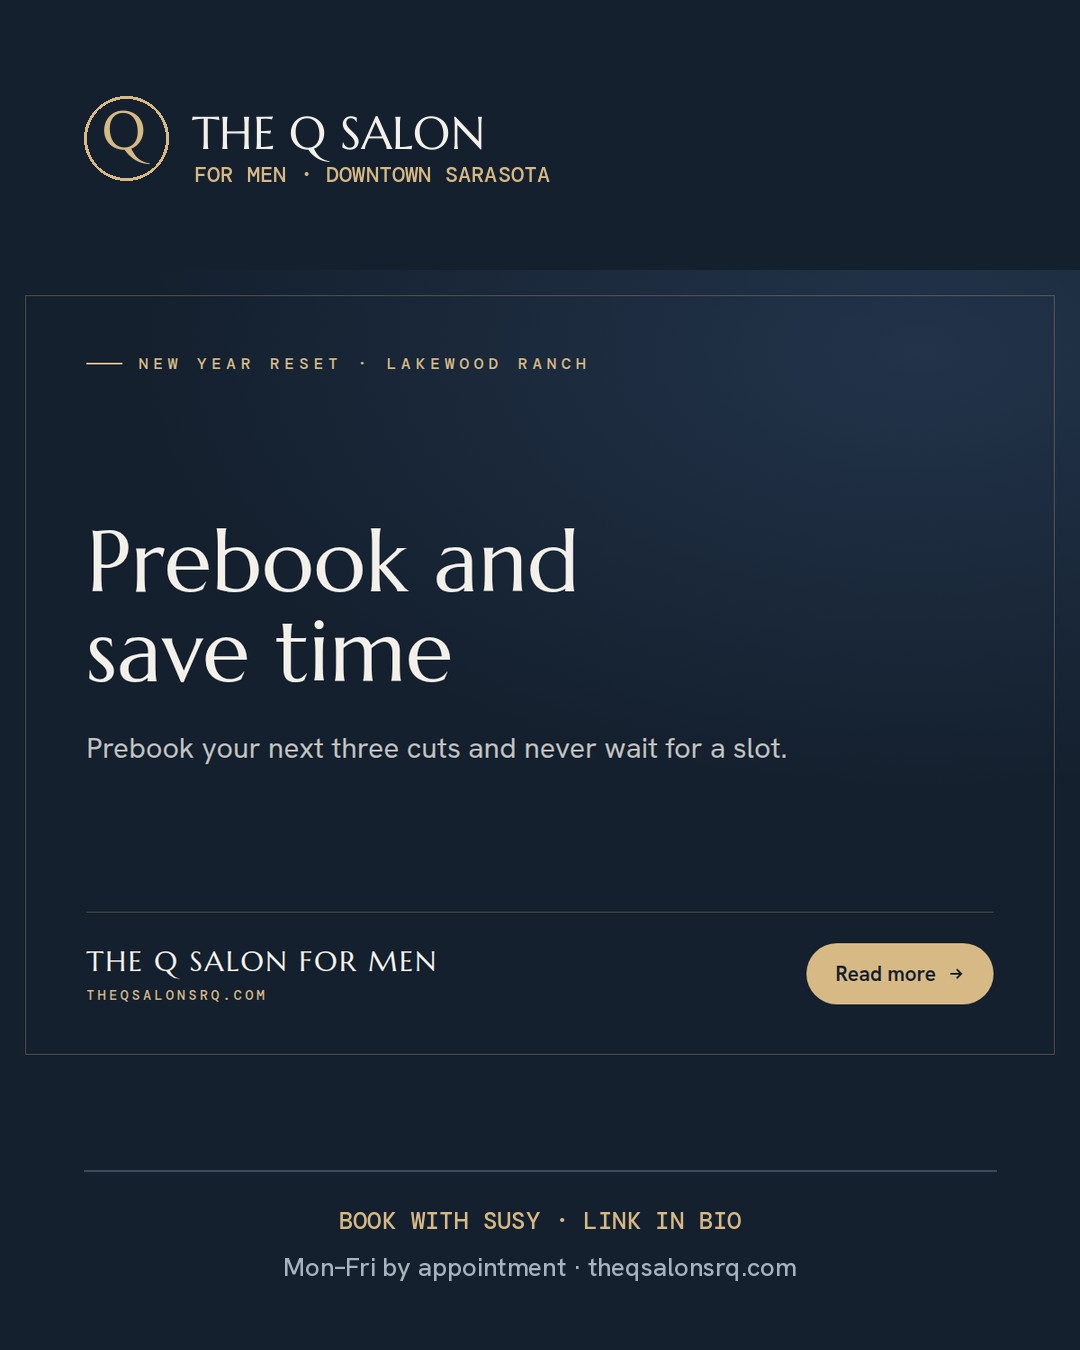 Q
THE Q SALON
FOR MEN · DOWNTOWN SARASOTA
NEW YEAR RESET · LAKEWOOD RANCH
Prebook and
save time
Prebook your next three cuts and never wait for a slot.
THE Q SALON FOR MEN
THEQSALONSRQ.COM
Read more →
BOOK WITH SUSY · LINK IN BIO
Mon–Fri by appointment · theqsalonsrq.com